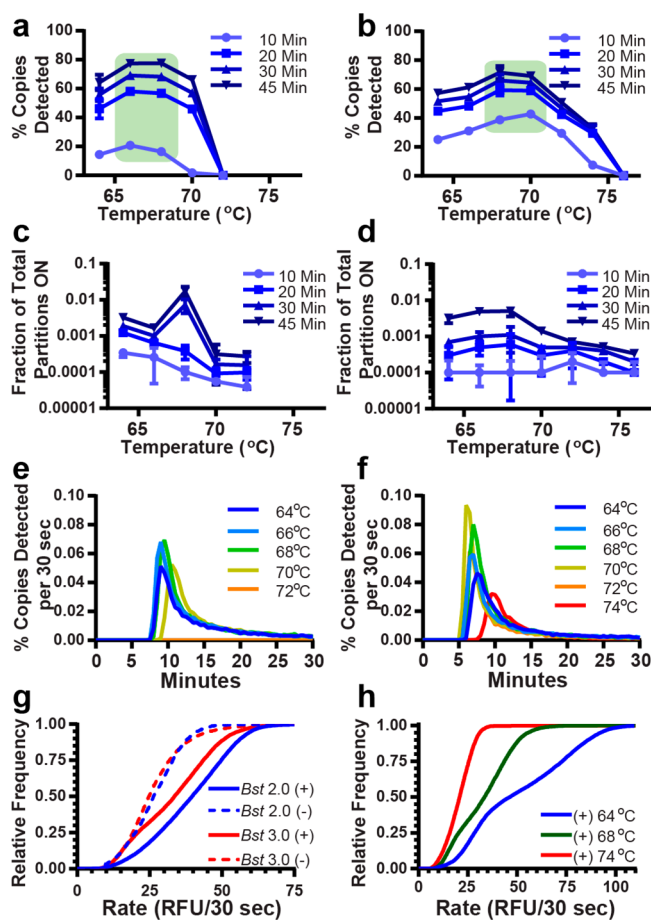 a
% Copies
Detected
100
80
60
40
20
0
65
70
75
Temperature (°C)
10 Min
20 Min
30 Min
45 Min
b
% Copies
Detected
100
80
60
40
20
0
65
70
75
Temperature (°C)
10 Min
20 Min
30 Min
45 Min
c
Fraction of Total
Partitions ON
0.1
0.01
0.001
0.0001
0.00001
65
70
75
Temperature (°C)
10 Min
20 Min
30 Min
45 Min
d
Fraction of Total
Partitions ON
0.1
0.01
0.001
0.0001
0.00001
65
70
75
Temperature (°C)
10 Min
20 Min
30 Min
45 Min
e
% Copies Detected
per 30 sec
0.10
0.08
0.06
0.04
0.02
0.00
0 5 10 15 20 25 30
Minutes
64°C
66°C
68°C
70°C
72°C
f
% Copies Detected
per 30 sec
0.10
0.08
0.06
0.04
0.02
0.00
0 5 10 15 20 25 30
Minutes
64°C
66°C
68°C
70°C
72°C
74°C
g
Relative Frequency
1.00
0.75
0.50
0.25
0.00
0 25 50 75
Rate (RFU/30 sec)
Bst 2.0 (+)
Bst 2.0 (-)
Bst 3.0 (+)
Bst 3.0 (-)
h
Relative Frequency
1.00
0.75
0.50
0.25
0.00
0 25 50 75 100
Rate (RFU/30 sec)
(+) 64 °C
(+) 68 °C
(+) 74 °C